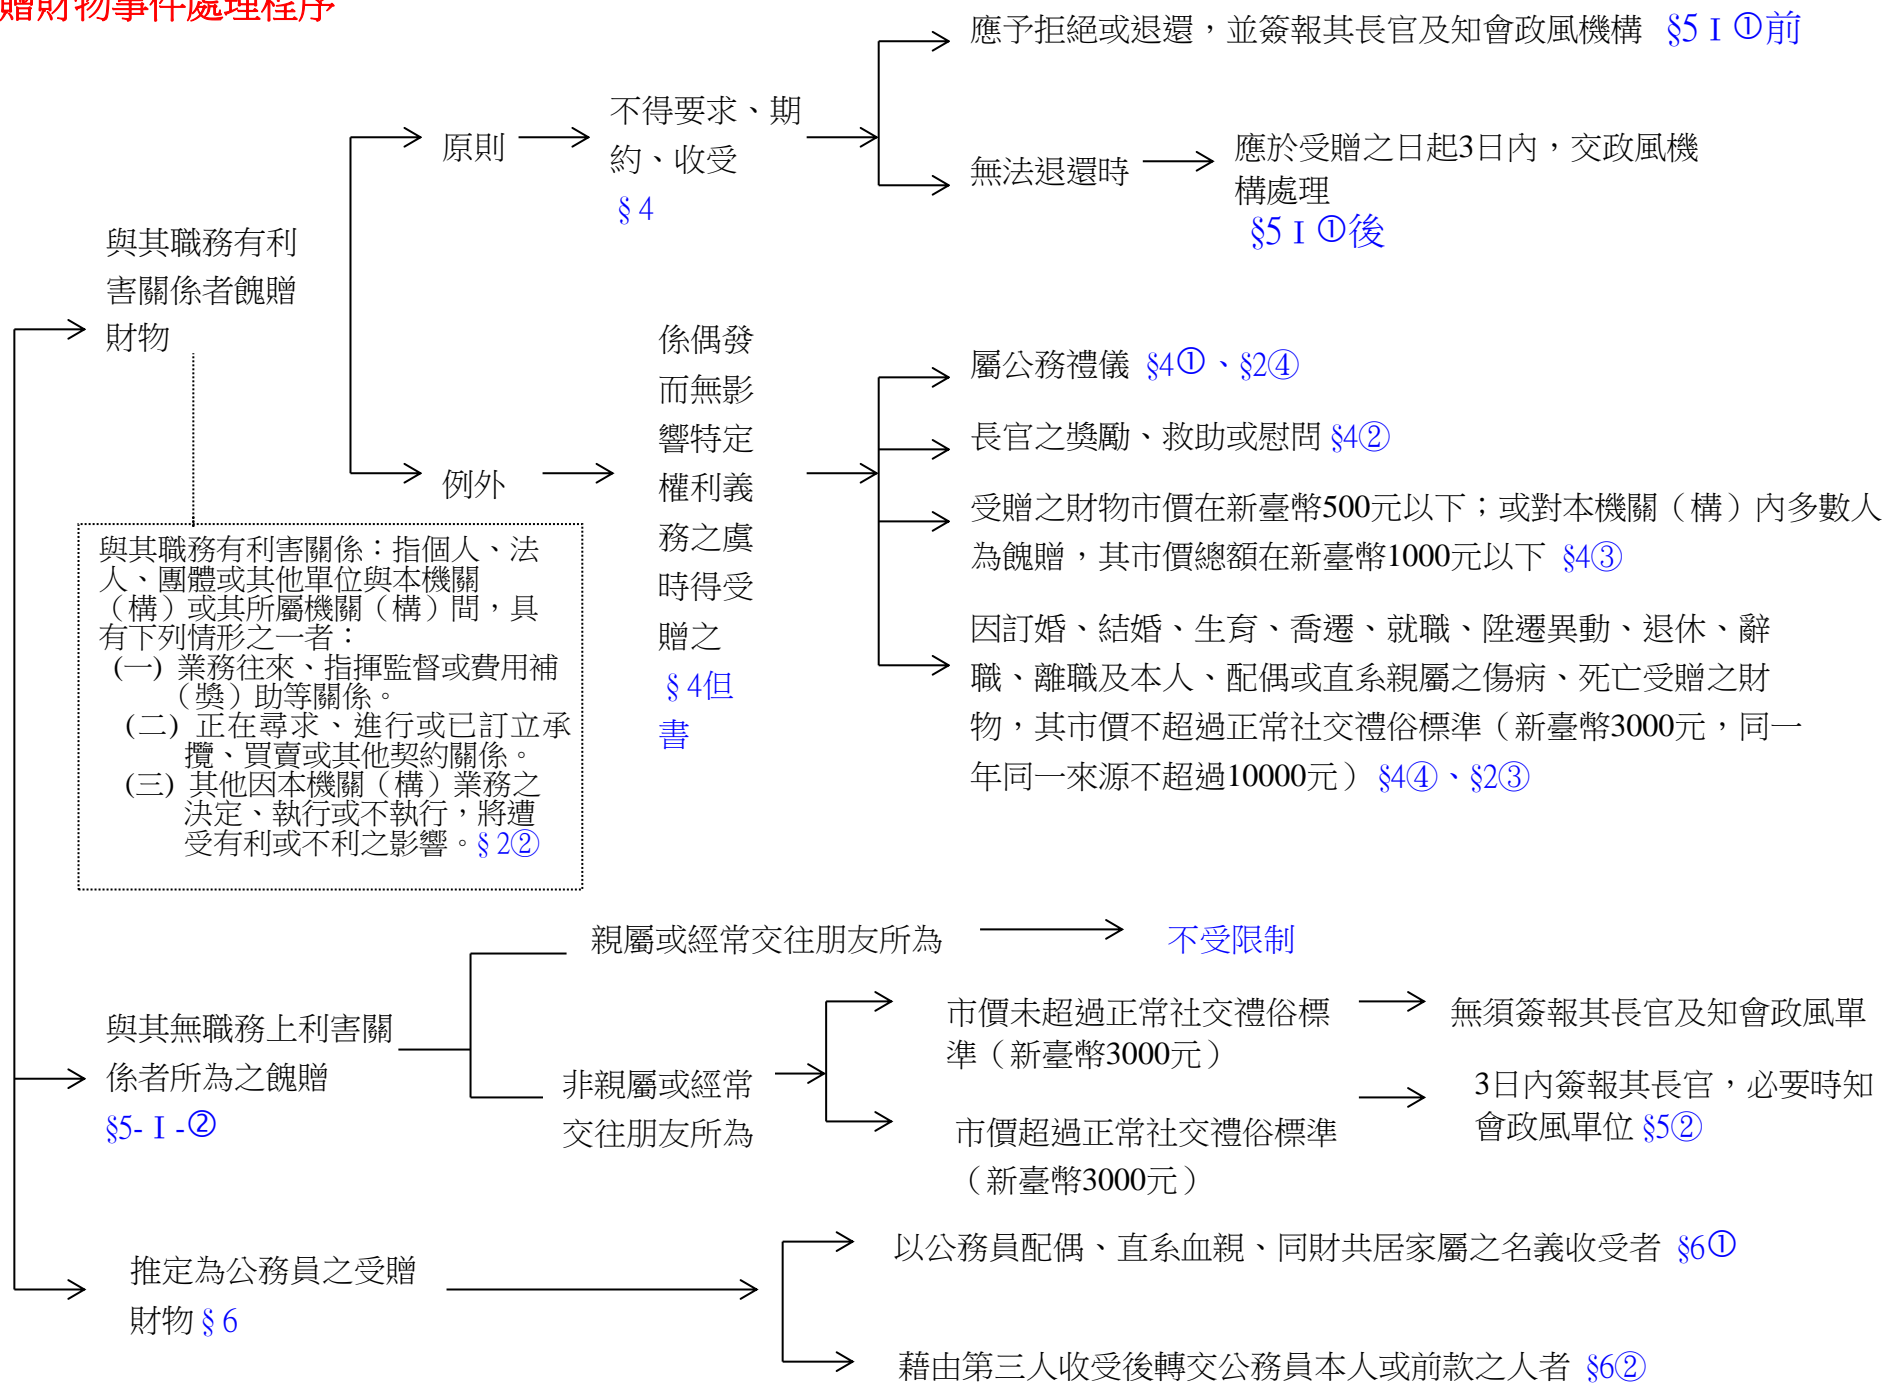 贈財物事件處理程序
應予拒絕或退還，並簽報其長官及知會政風機構 §5 I ①前
原則
不得要求、期
約、收受
§4
無法退還時
應於受贈之日起3日內，交政風機
構處理
§5 I ①後
與其職務有利
害關係者餽贈
財物
例外
係偶發
而無影
響特定
權利義
務之虞
時得受
贈之
§4但
書
屬公務禮儀 §4①、§2④
長官之獎勵、救助或慰問 §4②
受贈之財物市價在新臺幣500元以下；或對本機關（構）內多數人
為餽贈，其市價總額在新臺幣1000元以下 §4③
因訂婚、結婚、生育、喬遷、就職、陞遷異動、退休、辭
職、離職及本人、配偶或直系親屬之傷病、死亡受贈之財
物，其市價不超過正常社交禮俗標準（新臺幣3000元，同一
年同一來源不超過10000元） §4④、§2③
與其職務有利害關係：指個人、法
人、團體或其他單位與本機關
（構）或其所屬機關（構）間，具
有下列情形之一者：
(一) 業務往來、指揮監督或費用補
（獎）助等關係。
(二) 正在尋求、進行或已訂立承
攬、買賣或其他契約關係。
(三) 其他因本機關（構）業務之
決定、執行或不執行，將遭
受有利或不利之影響。§2②
與其無職務上利害關
係者所為之餽贈
§5- I -②
親屬或經常交往朋友所為
不受限制
非親屬或經常
交往朋友所為
市價未超過正常社交禮俗標
準（新臺幣3000元）
無須簽報其長官及知會政風單
市價超過正常社交禮俗標準
（新臺幣3000元）
3日內簽報其長官，必要時知
會政風單位 §5②
推定為公務員之受贈
財物 §6
以公務員配偶、直系血親、同財共居家屬之名義收受者 §6①
藉由第三人收受後轉交公務員本人或前款之人者 §6②